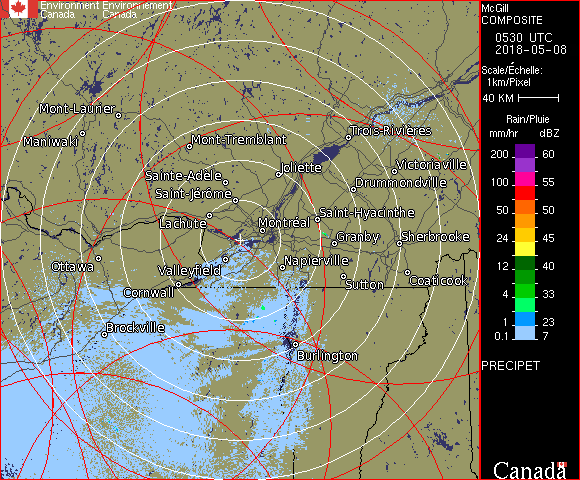 Environment Environnement
Canada Canada
McGill
COMPOSITE
0530 UTC
2018-05-08
Scale/Échelle:
1km/Pixel
40 KM
Rain/Pluie
mm/hr dBZ
200 60
100 55
50 50
24 45
12 40
4 33
1 23
0.1 7
PRECIPET
Canada
Mont-Laurier
Maniwaki
Mont-Tremblant
Trois-Rivières
Joliette
Victoriaville
Sainte-Adèle
Drummondville
Saint-Jérôme
Lachute
Saint-Hyacinthe
Montréal
Granby
Sherbrooke
Ottawa
Valleyfield
Napierville
Cornwall
Sutton
Coaticook
Brockville
Burlington